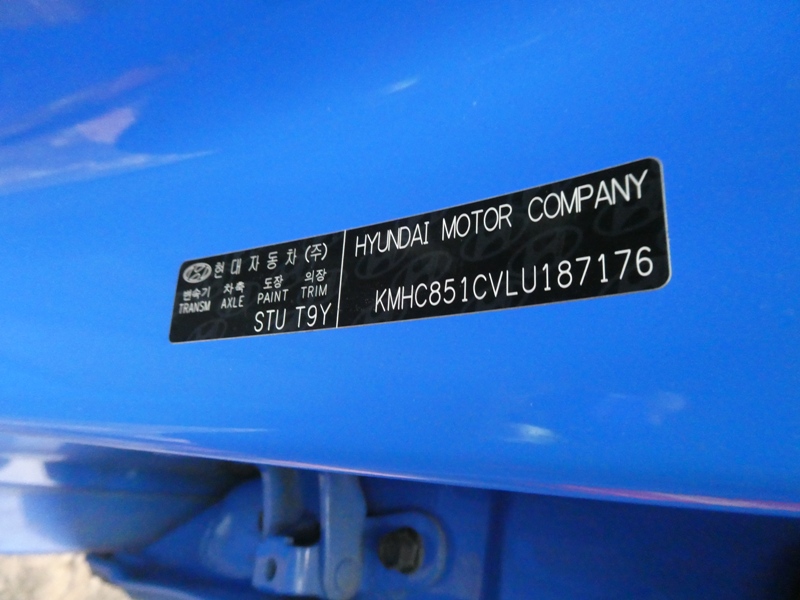 현대자동차(주)
변속기 차축 도장 의장
TRANSM AXLE PAINT TRIM
STU T9Y
HYUNDAI MOTOR COMPANY
KMHC851CVLU187176